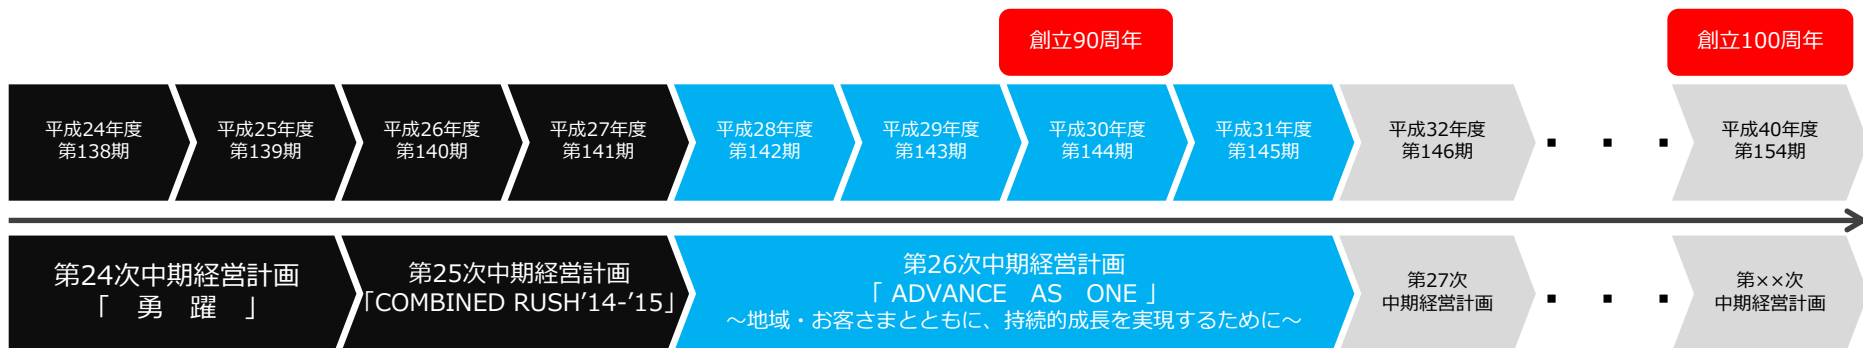 創立90周年
創立100周年
平成24年度
第138期
平成25年度
第139期
平成26年度
第140期
平成27年度
第141期
平成28年度
第142期
平成29年度
第143期
平成30年度
第144期
平成31年度
第145期
平成32年度
第146期
・・・
平成40年度
第154期
第24次中期経営計画
「　勇　躍　」
第25次中期経営計画
「COMBINED RUSH’14-’15」
第26次中期経営計画
「 ADVANCE　AS　ONE 」
～地域・お客さまとともに、持続的成長を実現するために～
第27次
中期経営計画
・・・
第××次
中期経営計画